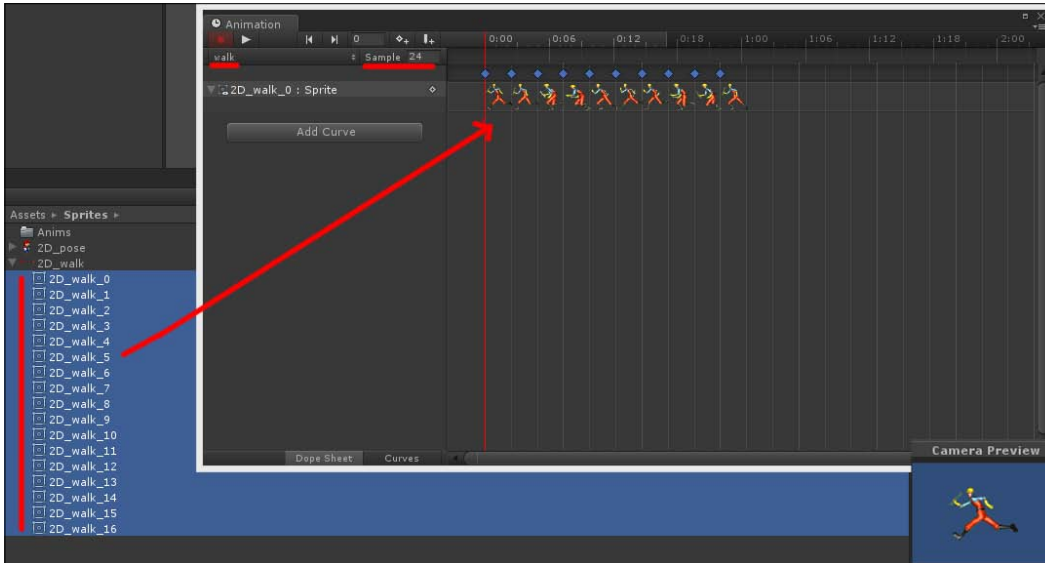 Animation
0 0:00 0:06 0:12 0:18 1:00 1:06 1:12 1:18 2:00
walk Sample 24
2D_walk_0 : Sprite
Add Curve
Dope Sheet Curves
Assets Sprites
Anims
2D_pose
2D_walk
2D_walk_0
2D_walk_1
2D_walk_2
2D_walk_3
2D_walk_4
2D_walk_5
2D_walk_6
2D_walk_7
2D_walk_8
2D_walk_9
2D_walk_10
2D_walk_11
2D_walk_12
2D_walk_13
2D_walk_14
2D_walk_15
2D_walk_16
Camera Preview